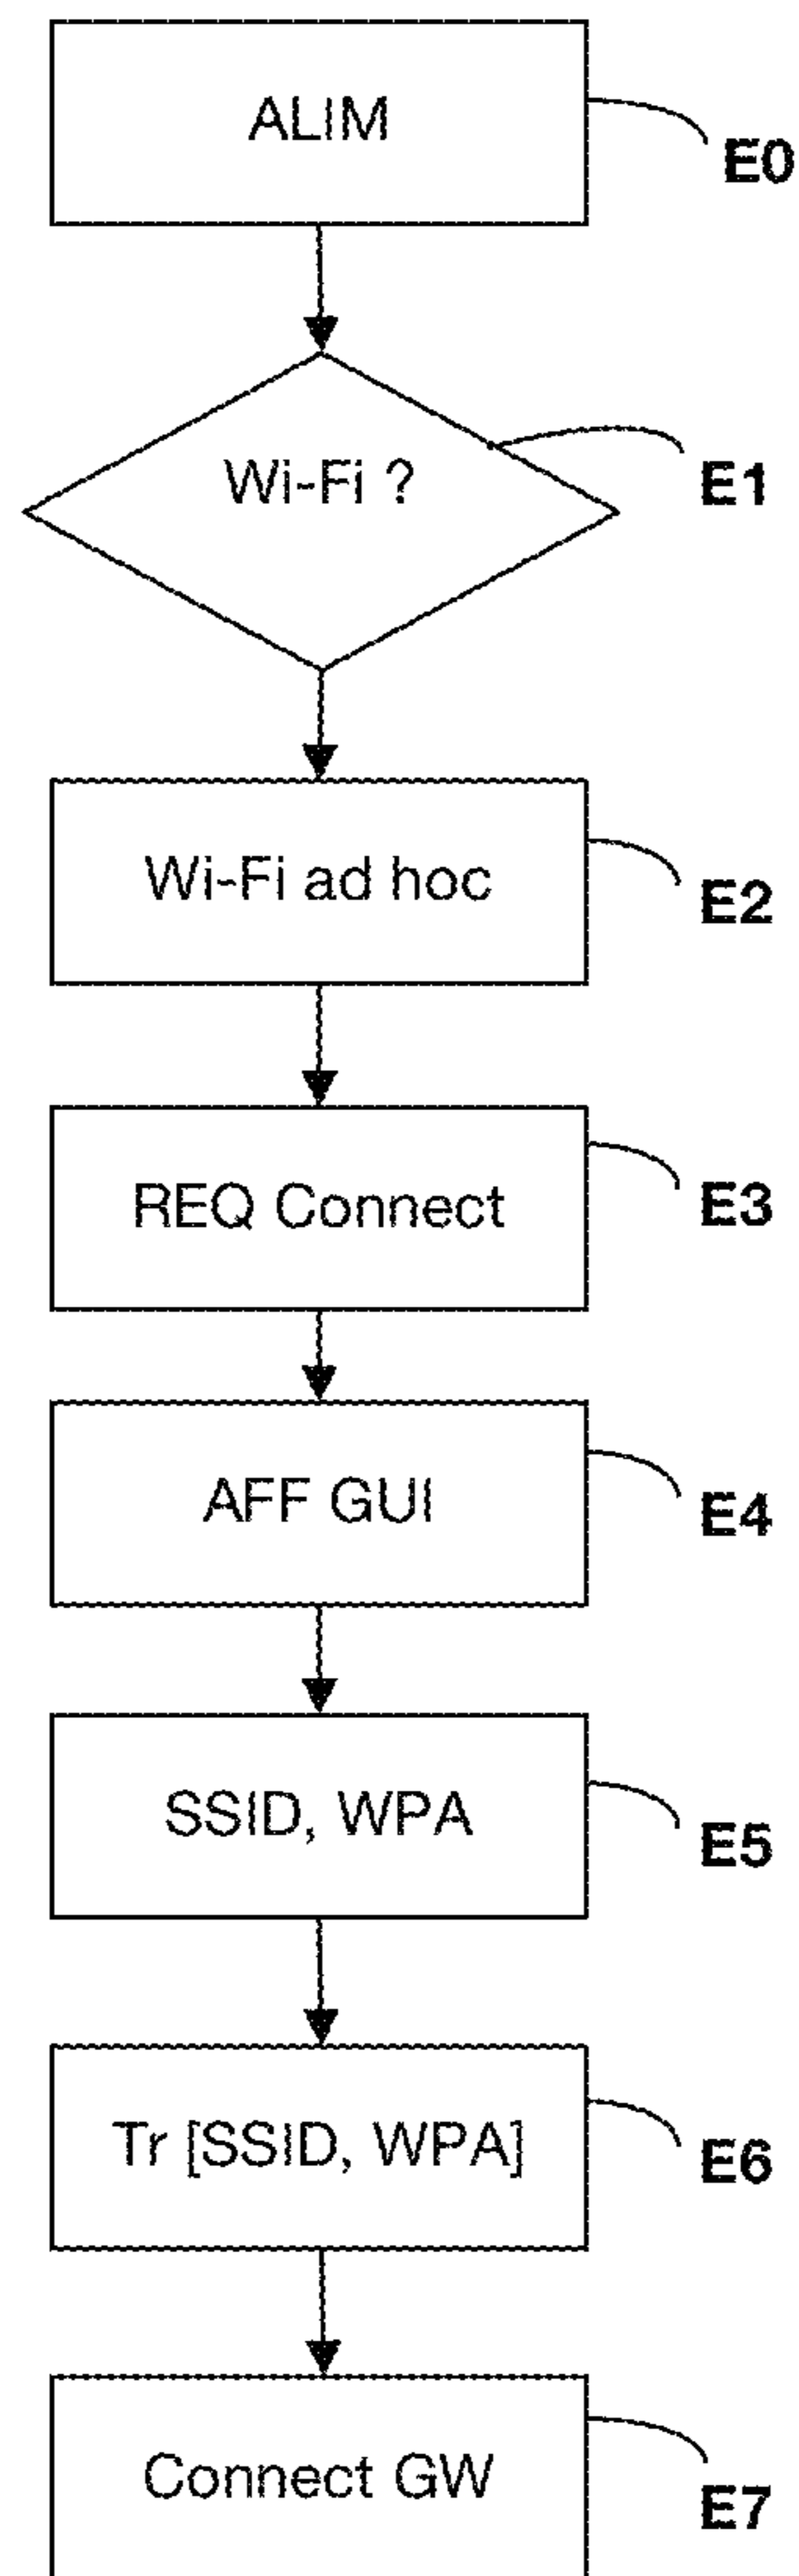 ALIM
E0
Wi-Fi ?
E1
Wi-Fi ad hoc
E2
REQ Connect
E3
AFF GUI
E4
SSID, WPA
E5
Tr [SSID, WPA]
E6
Connect GW
E7